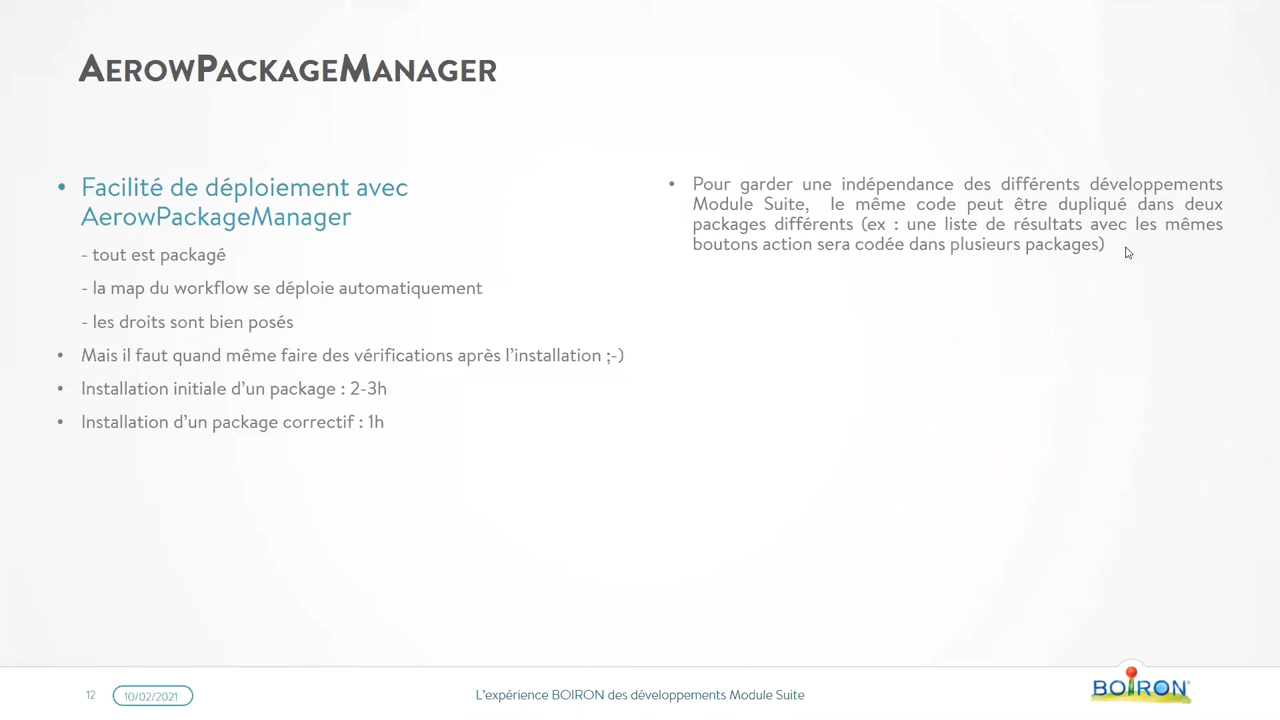 AEROWPACKAGEMANAGER
• Facilité de déploiement avec
AerowPackageManager
- tout est packagé
- la map du workflow se déploie automatiquement
- les droits sont bien posés
• Mais il faut quand même faire des vérifications après l'installation ;-)
• Installation initiale d'un package : 2-3h
• Installation d'un package correctif : 1h
• Pour garder une indépendance des différents développements
Module Suite, le même code peut être dupliqué dans deux
packages différents (ex : une liste de résultats avec les mêmes
boutons action sera codée dans plusieurs packages)
12
10/02/2021
L'expérience BOIRON des développements Module Suite
BOIRON